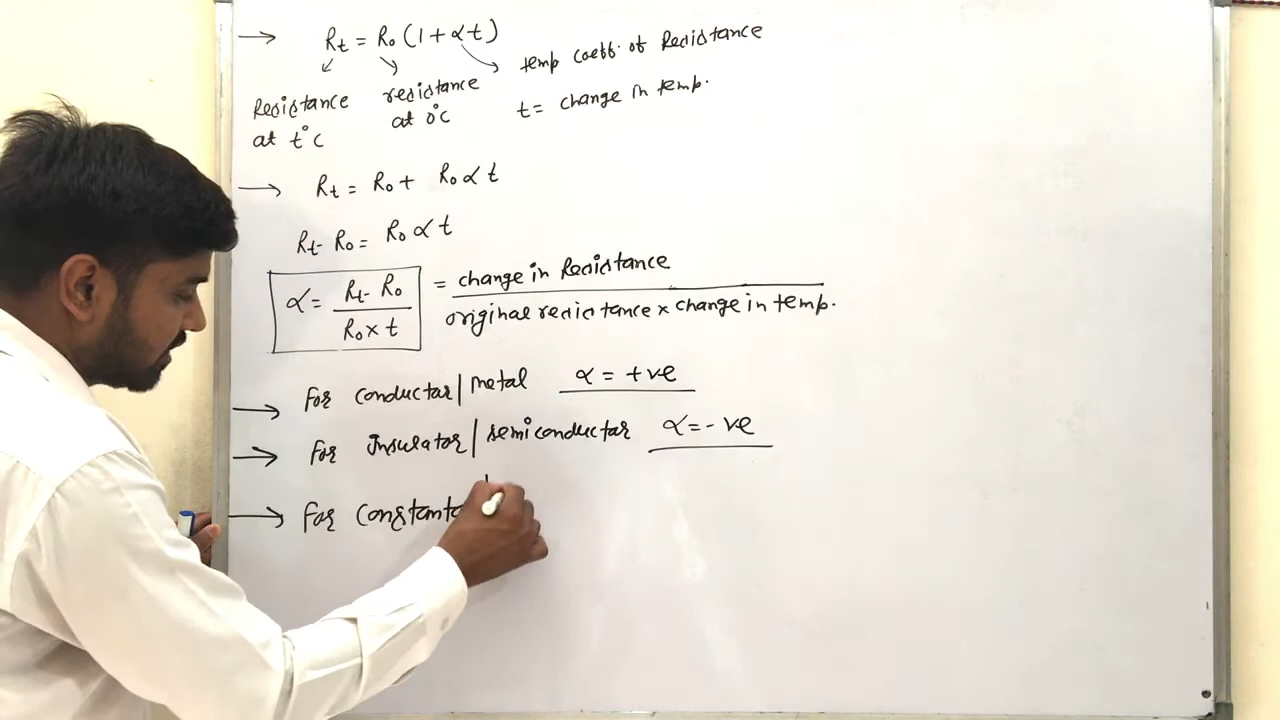 → Rt = R₀ (1 + αt)
temp coeff. of Resistance
Resistance at t°C
resistance at 0°C
t = change in temp.
→ Rt = R₀ + R₀ α t
Rt - R₀ = R₀ α t
α = (Rt - R₀) / (R₀ × t) = change in Resistance / original resistance × change in temp.
→ for conductor | metal α = +ve
→ for insulator | semiconductor α = -ve
→ for Constanta